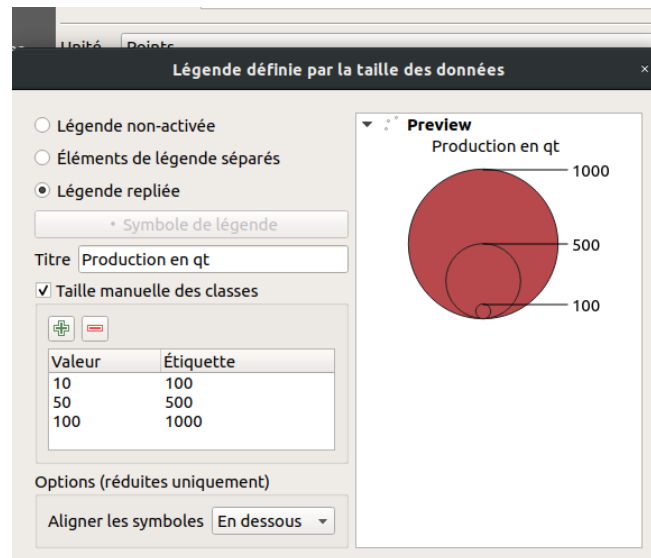 Unité Points
Légende définie par la taille des données ×
Légende non-activée
Éléments de légende séparés
Légende repliée
Symbole de légende
Titre Production en qt
Taille manuelle des classes
Valeur Étiquette
10 100
50 500
100 1000
Options (réduites uniquement)
Aligner les symboles En dessous
Preview
Production en qt
1000
500
100